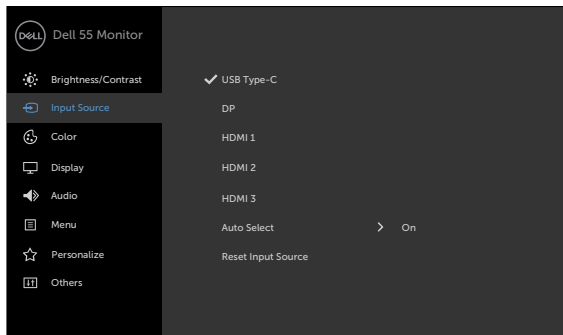 DELL Dell 55 Monitor
Brightness/Contrast
Input Source
Color
Display
Audio
Menu
Personalize
Others
USB Type-C
DP
HDMI 1
HDMI 2
HDMI 3
Auto Select > On
Reset Input Source